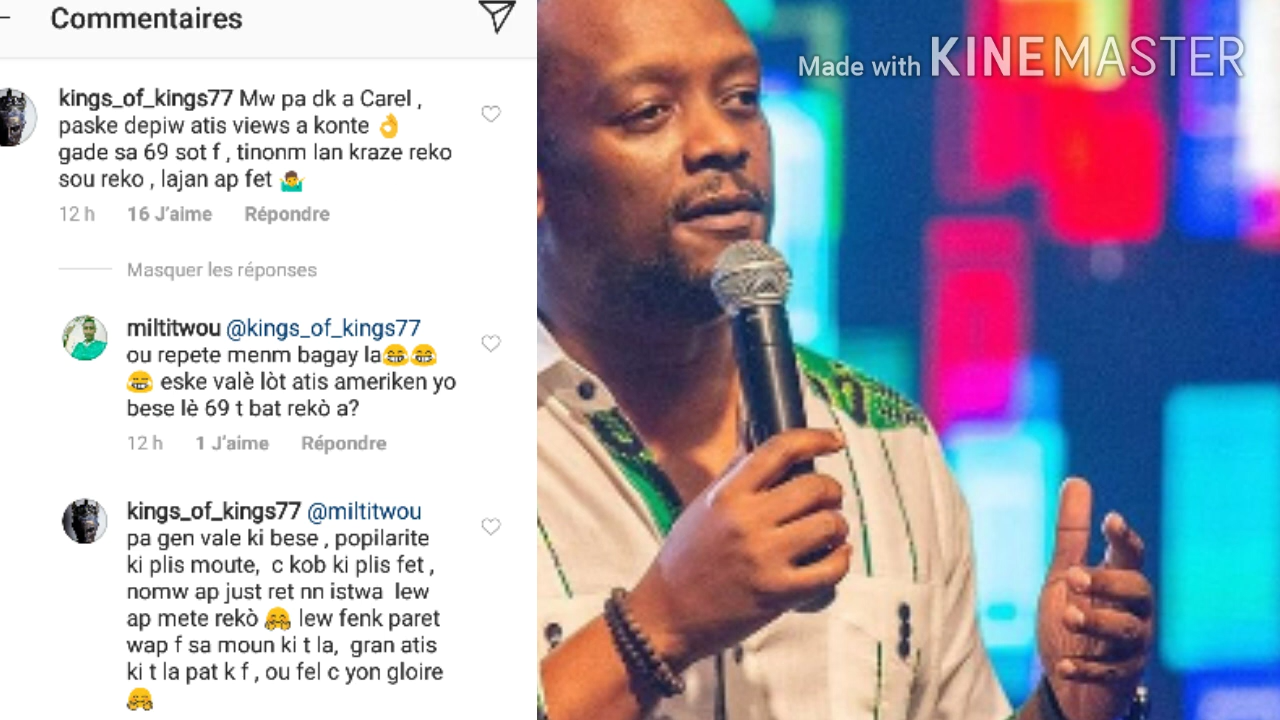 Commentaires
kings_of_kings77 Mw pa dk a Carel ,
paske depiw atis views a konte 👌
gade sa 69 sot f , tinonm lan kraze reko
sou reko , lajan ap fet 🤷‍♂️
12 h 16 J'aime Répondre
Masquer les réponses
miltitwou @kings_of_kings77
ou repete menm bagay la😂😂
😂 eske valè lòt atis ameriken yo
bese lè 69 t bat rekò a?
12 h 1 J'aime Répondre
kings_of_kings77 @miltitwou
pa gen vale ki bese , popilarite
ki plis moute, c kob ki plis fet ,
nomw ap just ret nn istwa lew
ap mete rekò 🤗 lew fenk paret
wap f sa moun ki t la, gran atis
ki t la pat k f , ou fel c yon gloire
🤗
Made with KINEMASTER